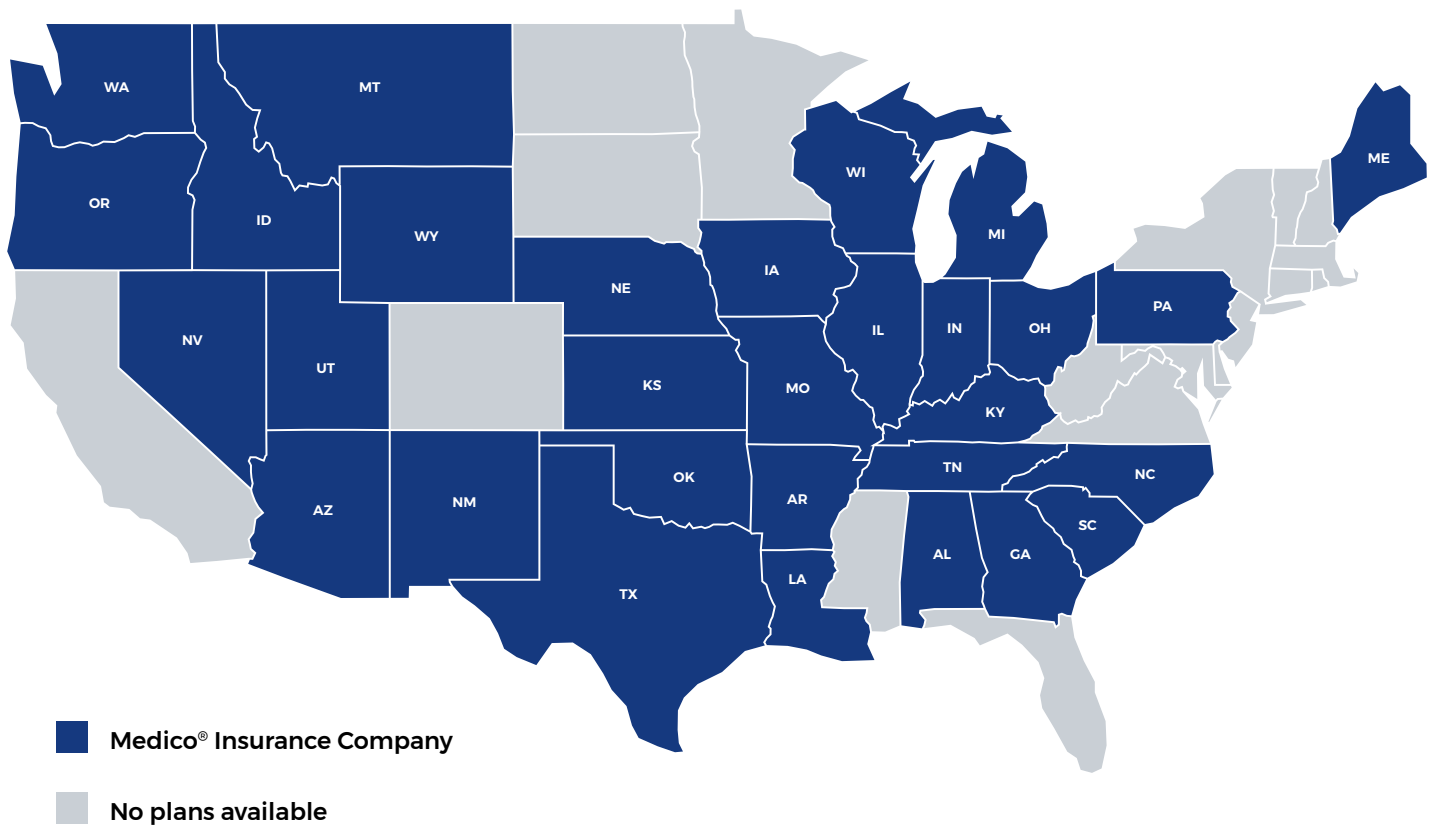 WA
MT
ME
WI
OR
ID
WY
MI
IA
NE
PA
OH
IN
IL
NV
UT
KS
MO
KY
TN
NC
OK
AR
NM
AZ
SC
AL
GA
LA
TX
Medico® Insurance Company
No plans available